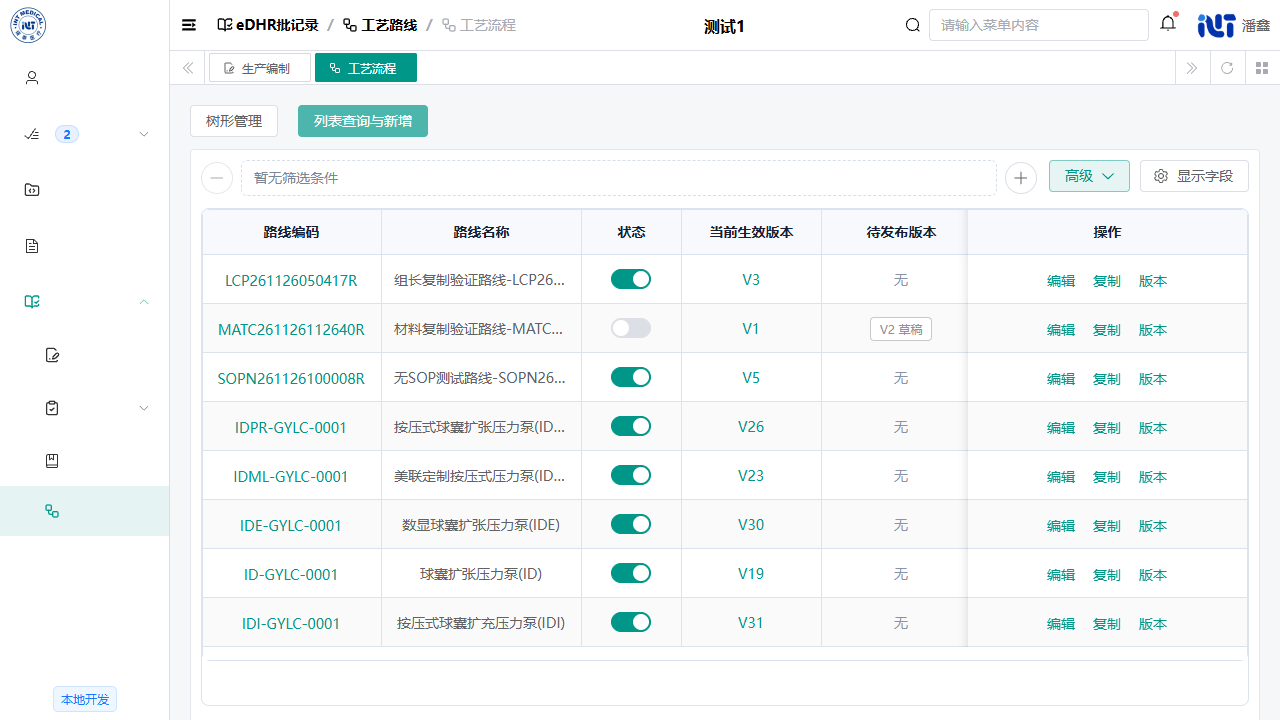 eDHR批记录 / 工艺路线 / 工艺流程
测试1
请输入菜单内容
潘鑫
生产编制
工艺流程
2
树形管理
列表查询与新增
暂无筛选条件
高级
显示字段
路线编码 路线名称 状态 当前生效版本 待发布版本 操作
LCP261126050417R 组长复制验证路线-LCP26... V3 无 编辑 复制 版本
MATC261126112640R 材料复制验证路线-MATC... V1 V2 草稿 编辑 复制 版本
SOPN261126100008R 无SOP测试路线-SOPN26... V5 无 编辑 复制 版本
IDPR-GYLC-0001 按压式球囊扩张压力泵(ID... V26 无 编辑 复制 版本
IDML-GYLC-0001 美联定制按压式压力泵(ID... V23 无 编辑 复制 版本
IDE-GYLC-0001 数显球囊扩张压力泵(IDE) V30 无 编辑 复制 版本
ID-GYLC-0001 球囊扩张压力泵(ID) V19 无 编辑 复制 版本
IDI-GYLC-0001 按压式球囊扩充压力泵(IDI) V31 无 编辑 复制 版本
本地开发